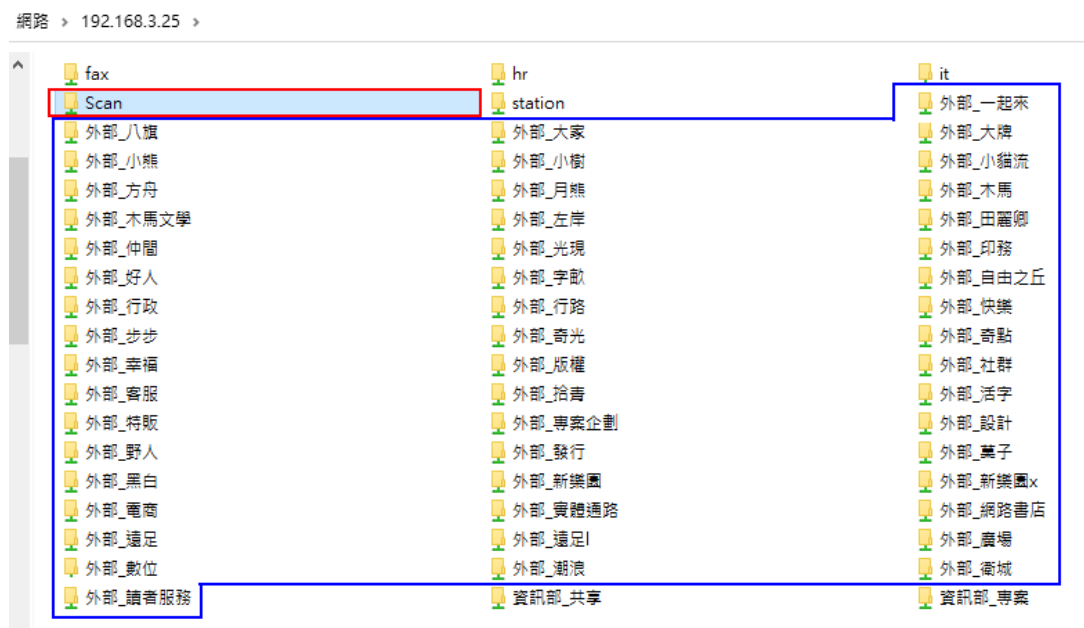 網路 > 192.168.3.25 >
fax hr it
Scan station 外部_一起來
外部_八旗 外部_大家 外部_大牌
外部_小熊 外部_小樹 外部_小貓流
外部_方舟 外部_月熊 外部_木馬
外部_木馬文學 外部_左岸 外部_田麗卿
外部_仲間 外部_光現 外部_印務
外部_好人 外部_字畝 外部_自由之丘
外部_行政 外部_行路 外部_快樂
外部_步步 外部_奇光 外部_奇點
外部_幸福 外部_版權 外部_社群
外部_客服 外部_拾青 外部_活字
外部_特販 外部_專案企劃 外部_設計
外部_野人 外部_發行 外部_菓子
外部_黑白 外部_新樂園 外部_新樂園x
外部_電商 外部_實體通路 外部_網路書店
外部_遠足 外部_遠足I 外部_廣場
外部_數位 外部_潮浪 外部_衛城
外部_讀者服務 資訊部_共享 資訊部_專案